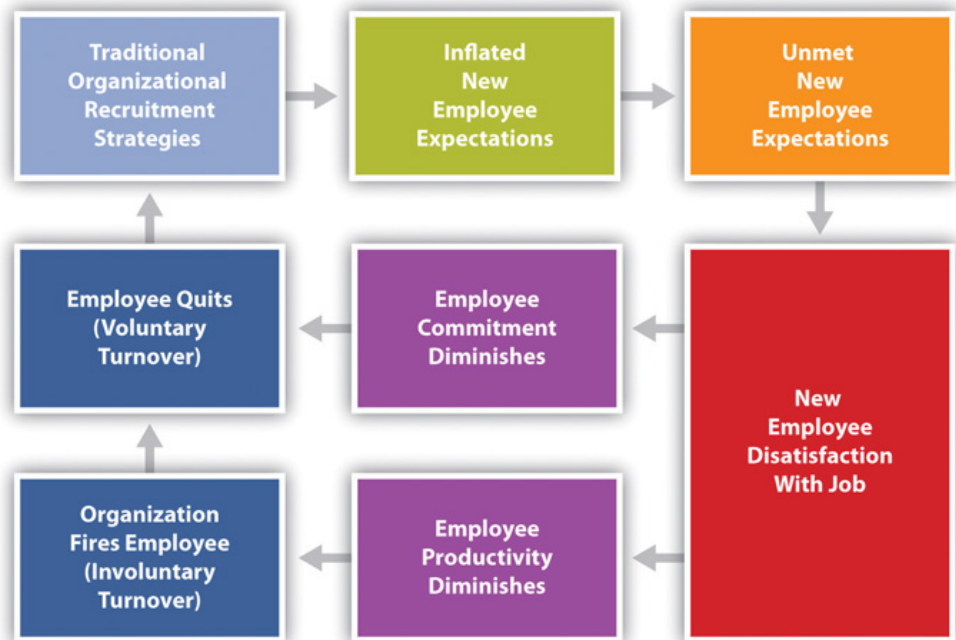 Traditional
Organizational
Recruitment
Strategies
Inflated
New
Employee
Expectations
Unmet
New
Employee
Expectations
Employee Quits
(Voluntary
Turnover)
Employee
Commitment
Diminishes
New
Employee
Disatisfaction
With Job
Organization
Fires Employee
(Involuntary
Turnover)
Employee
Productivity
Diminishes